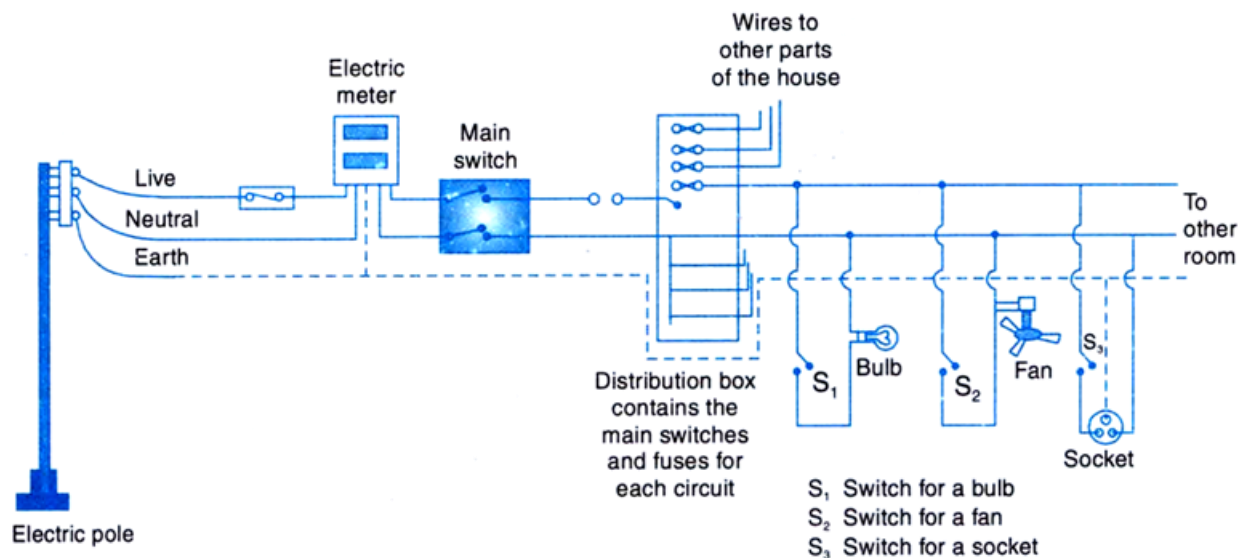 Wires to
other parts
of the house
Electric
meter
Main
switch
Live
Neutral
Earth
To
other
room
S₁
Bulb
S₂
Fan
S₃
Socket
Distribution box
contains the
main switches
and fuses for
each circuit
Electric pole
S₁ Switch for a bulb
S₂ Switch for a fan
S₃ Switch for a socket